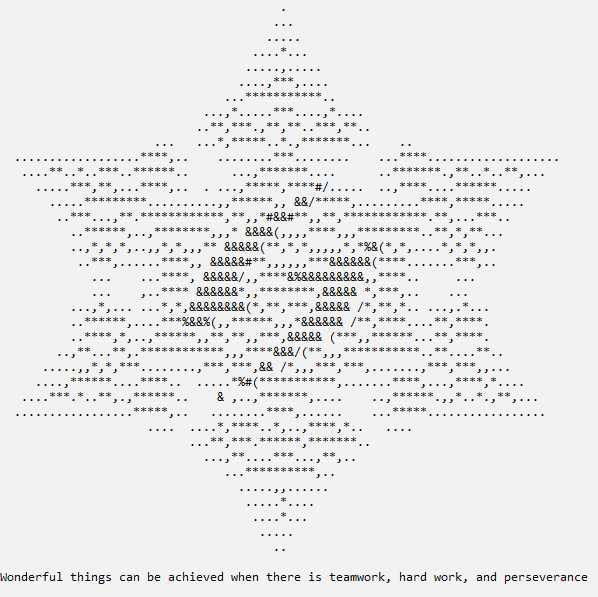 Wonderful things can be achieved when there is teamwork, hard work, and perseverance